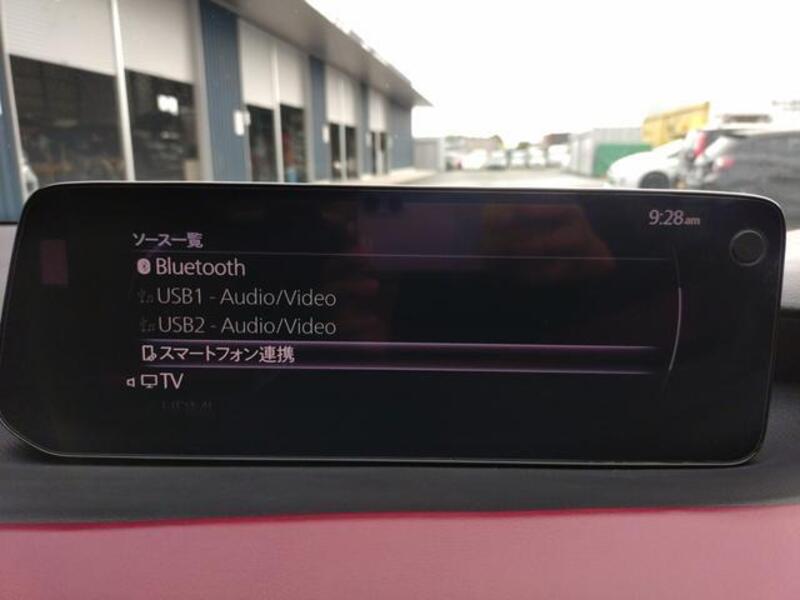 9:28am
ソース一覧
Bluetooth
USB1 - Audio/Video
USB2 - Audio/Video
スマートフォン連携
TV